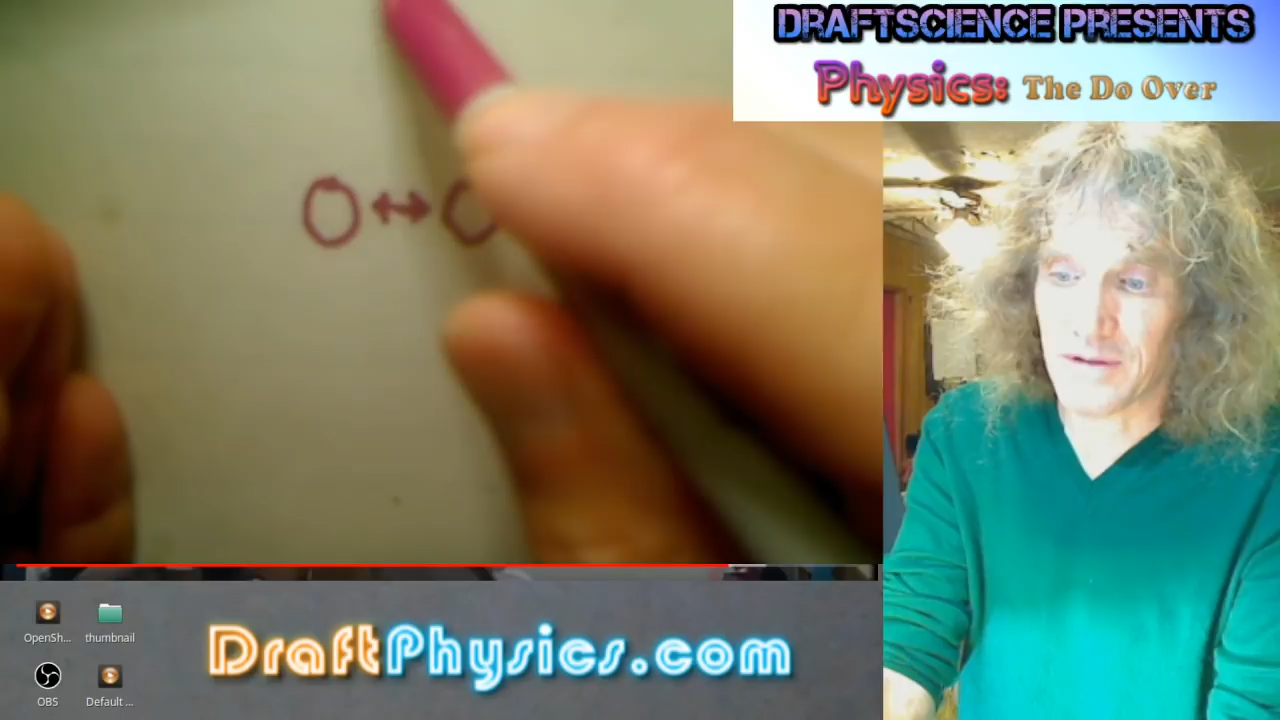 DRAFTSCIENCE PRESENTS
Physics: The Do Over
O ↔ O
DraftPhysics.com
OpenSh...
thumbnail
OBS
Default ...